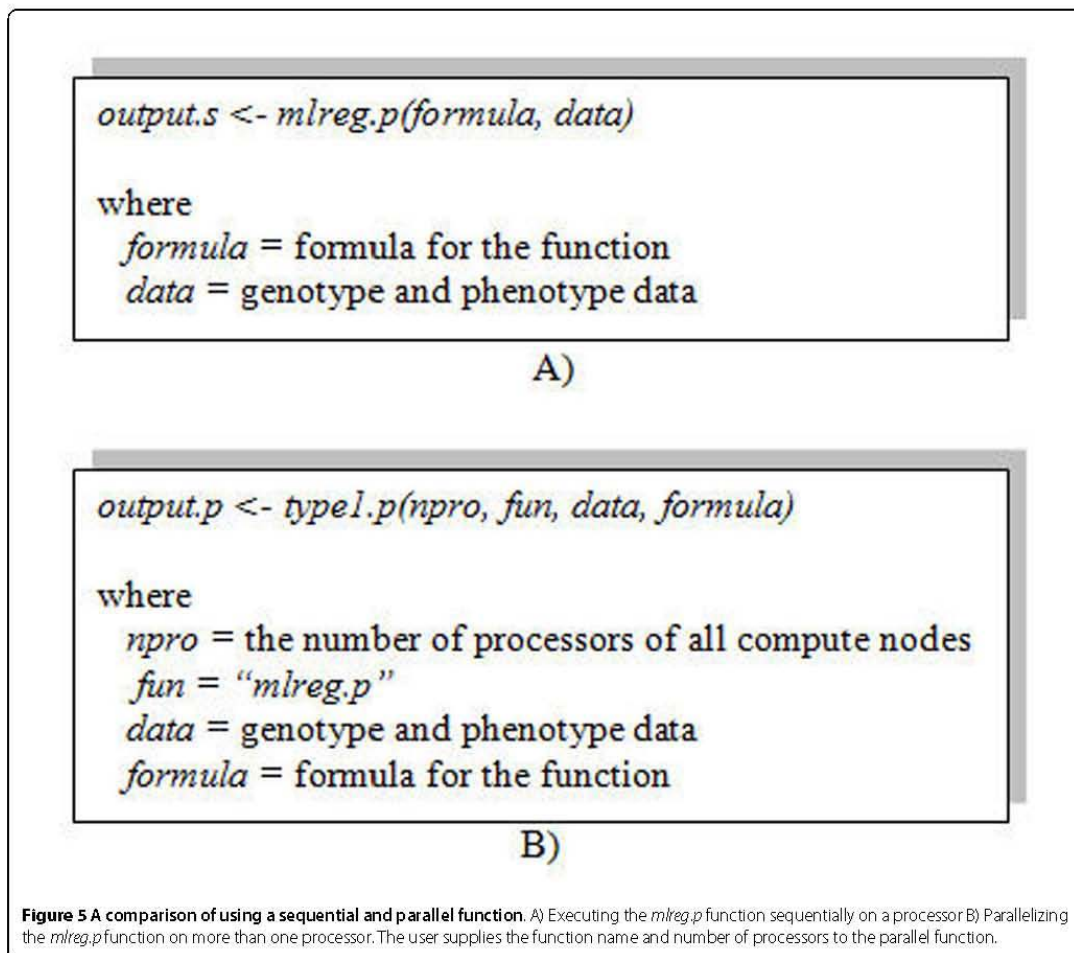 output.s <- mlreg.p(formula, data)
where
formula = formula for the function
data = genotype and phenotype data
A)
output.p <- type1.p(npro, fun, data, formula)
where
npro = the number of processors of all compute nodes
fun = “mlreg.p”
data = genotype and phenotype data
formula = formula for the function
B)
Figure 5 A comparison of using a sequential and parallel function. A) Executing the mlreg.p function sequentially on a processor B) Parallelizing
the mlreg.p function on more than one processor. The user supplies the function name and number of processors to the parallel function.